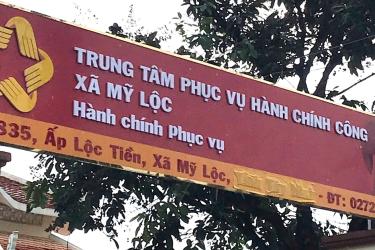 TRUNG TÂM PHỤC VỤ HÀNH CHÍNH CÔNG
XÃ MỸ LỘC
Hành chính Phục vụ
335, Ấp Lộc Tiền, Xã Mỹ Lộc, - ĐT: 0272